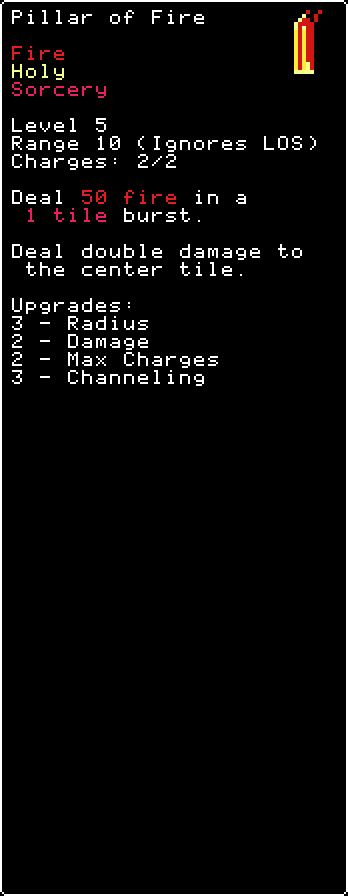 Pillar of Fire
Fire
Holy
Sorcery
Level 5
Range 10 (Ignores LOS)
Charges: 2/2
Deal 50 fire in a
1 tile burst.
Deal double damage to
the center tile.
Upgrades:
3 - Radius
2 - Damage
2 - Max Charges
3 - Channeling